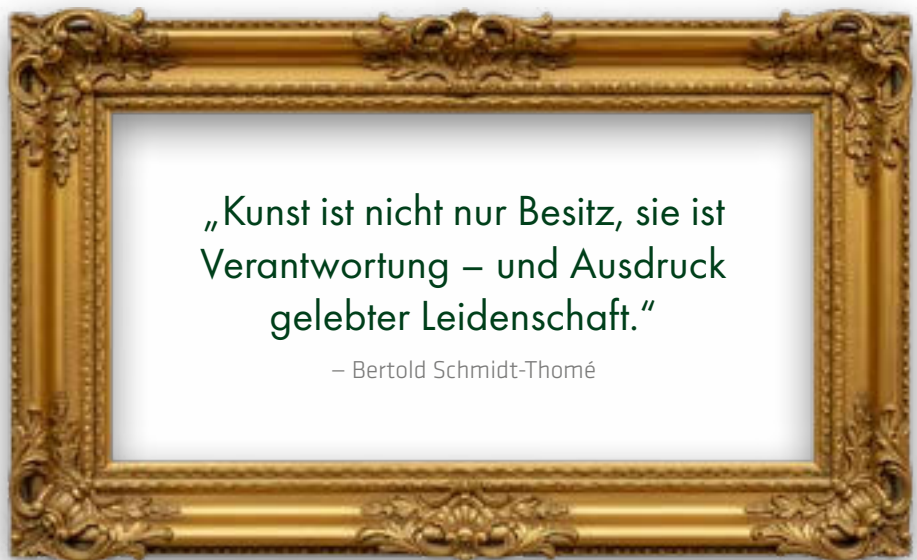 „Kunst ist nicht nur Besitz, sie ist
Verantwortung – und Ausdruck
gelebter Leidenschaft.“
– Bertold Schmidt-Thomé